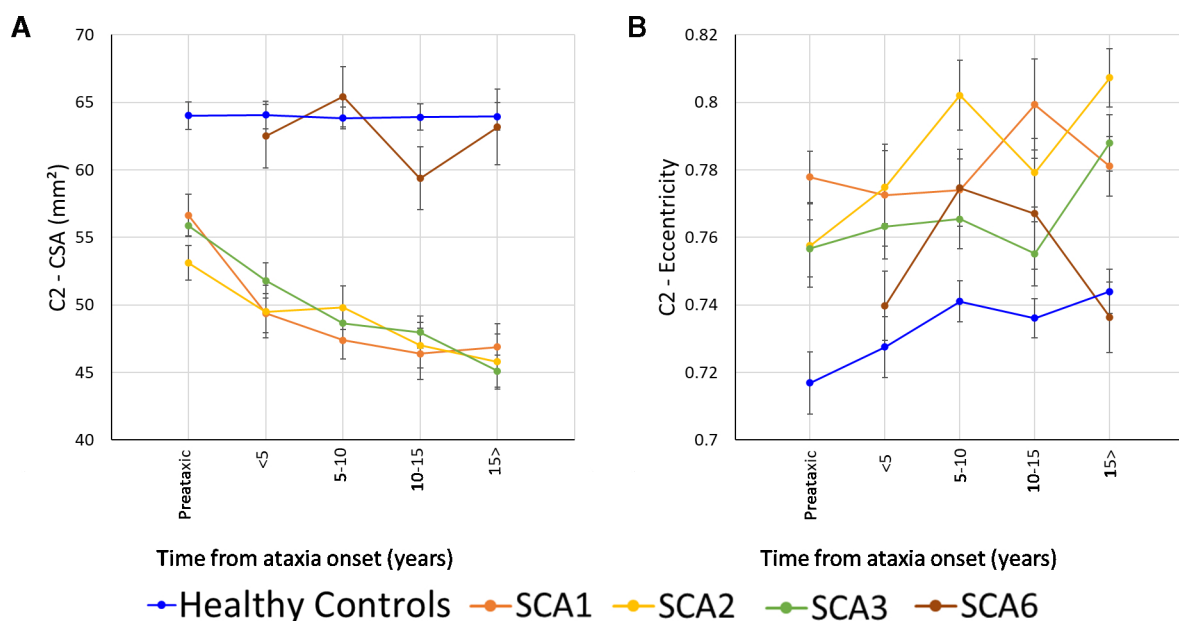 A
B
C2 - CSA (mm²)
70
65
60
55
50
45
40
Preataxic
<5
5-10
10-15
15>
Time from ataxia onset (years)
C2 - Eccentricity
0.82
0.8
0.78
0.76
0.74
0.72
0.7
Preataxic
<5
5-10
10-15
15>
Time from ataxia onset (years)
Healthy Controls SCA1 SCA2 SCA3 SCA6